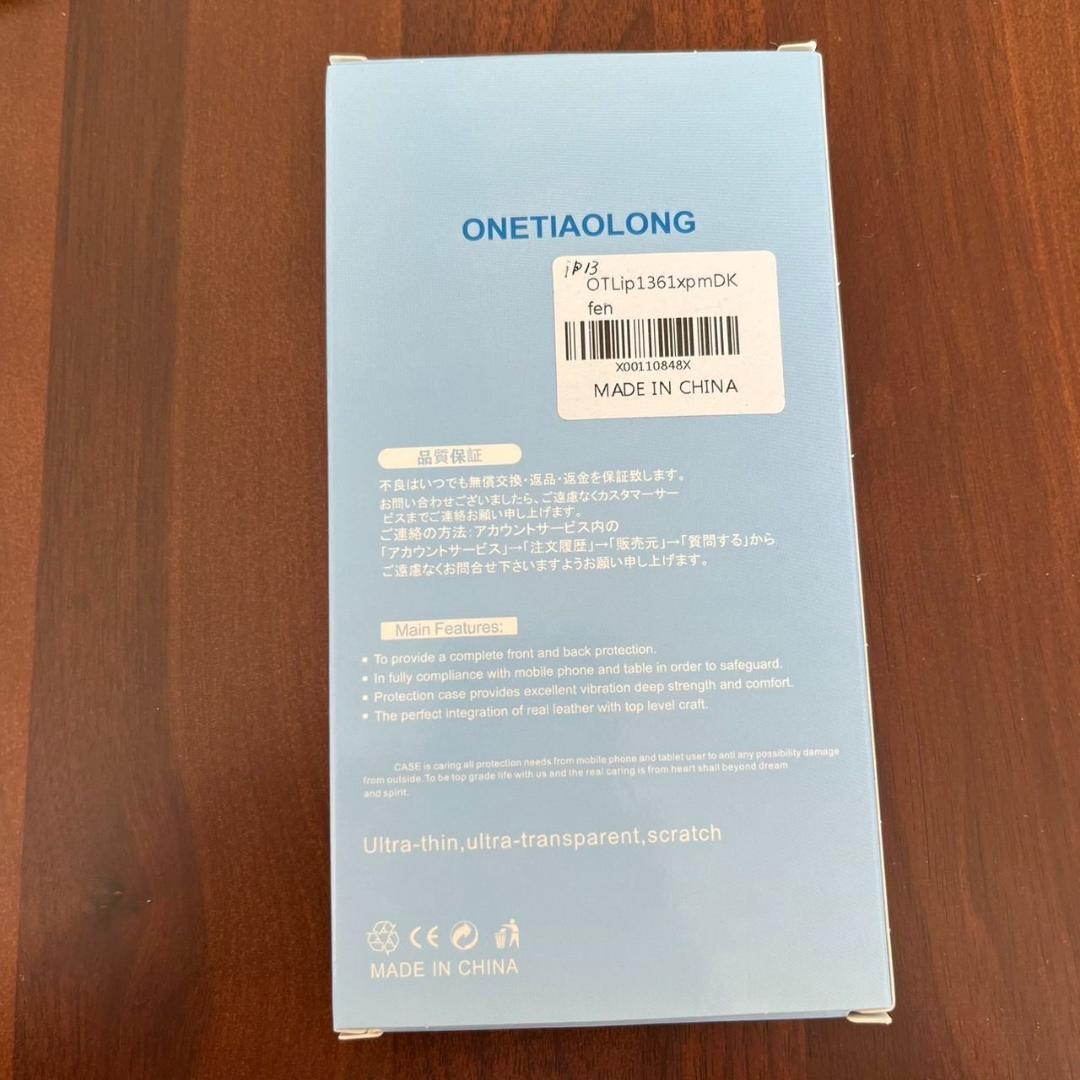 ONETIAOLONG
iP13
OTLip1361xpmDK
fen
X00110848X
MADE IN CHINA
品質保証
不良はいつでも無償交換・返品・返金を保証致します。
お問い合わせございましたら、ご遠慮なくカスタマーサー
ビスまでご連絡お願い申し上げます。
ご連絡の方法:アカウントサービス内の
「アカウントサービス」→「注文履歴」→「販売元」→「質問する」から
ご遠慮なくお問合せ下さいますようお願い申し上げます。
Main Features:
▪ To provide a complete front and back protection.
▪ In fully compliance with mobile phone and table in order to safeguard.
▪ Protection case provides excellent vibration deep strength and comfort.
▪ The perfect integration of real leather with top level craft.
CASE is caring all protection needs from mobile phone and tablet user to anti any possibility damage
from outside.To be top grade life with us and the real caring is from heart shall beyond dream
and spirit.
Ultra-thin,ultra-transparent,scratch
CE
MADE IN CHINA